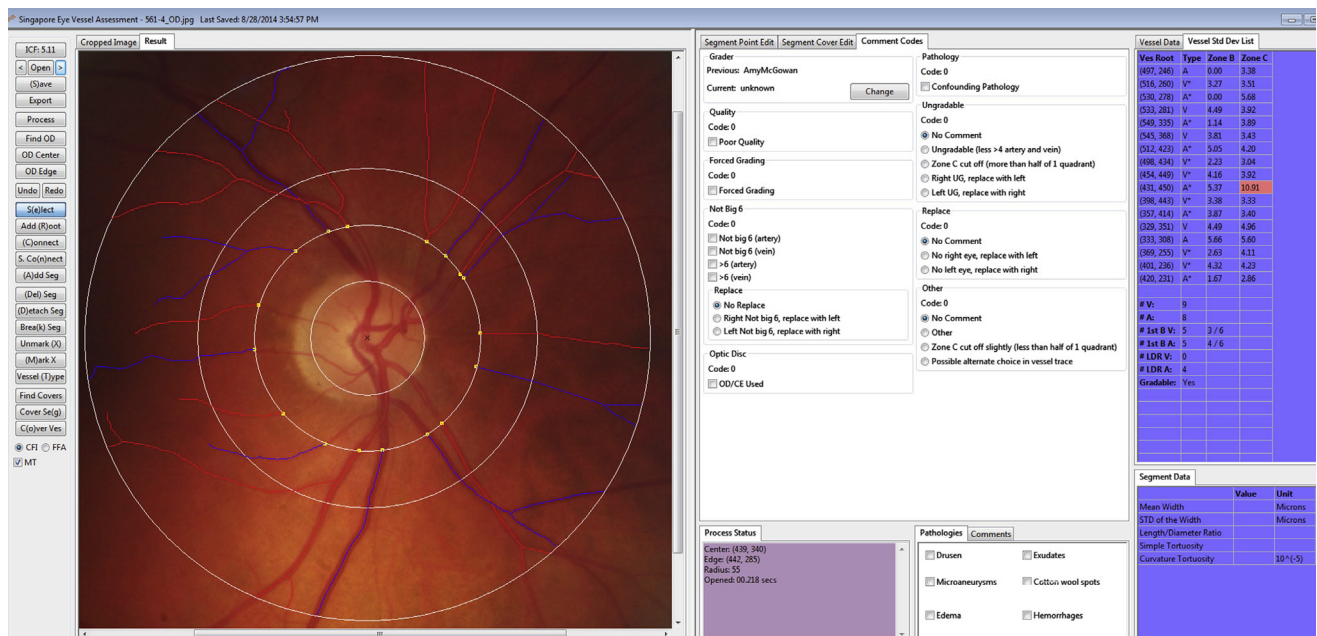 Singapore Eye Vessel Assessment - 561-4_OD.jpg Last Saved: 8/28/2014 3:54:57 PM
ICF: 5.11
< Open >
(S)ave
Export
Process
Find OD
OD Center
OD Edge
Undo Redo
S(e)lect
Add (R)oot
(C)onnect
S. Co(n)nect
(A)dd Seg
(Del) Seg
(D)etach Seg
Brea(k) Seg
Unmark (X)
(M)ark X
Vessel (T)ype
Find Covers
Cover Se(g)
C(o)ver Ves
CFI FFA
MT
Cropped Image Result
Segment Point Edit Segment Cover Edit Comment Codes
Grader
Previous: AmyMcGowan
Current: unknown Change
Quality
Code: 0
Poor Quality
Forced Grading
Code: 0
Forced Grading
Not Big 6
Code: 0
Not big 6 (artery)
Not big 6 (vein)
>6 (artery)
>6 (vein)
Replace
No Replace
Right Not big 6, replace with left
Left Not big 6, replace with right
Optic Disc
Code: 0
OD/CE Used
Pathology
Code: 0
Confounding Pathology
Ungradable
Code: 0
No Comment
Ungradable (less >4 artery and vein)
Zone C cut off (more than half of 1 quadrant)
Right UG, replace with left
Left UG, replace with right
Replace
Code: 0
No Comment
No right eye, replace with left
No left eye, replace with right
Other
Code: 0
No Comment
Other
Zone C cut off slightly (less than half of 1 quadrant)
Possible alternate choice in vessel trace
Process Status
Center: (439, 340)
Edge: (442, 285)
Radius: 55
Opened: 00.218 secs
Pathologies Comments
Drusen Exudates
Microaneurysms Cotton wool spots
Edema Hemorrhages
Vessel Data Vessel Std Dev List
Ves Root Type Zone B Zone C
(497, 246) A 0.00 3.38
(516, 260) V* 3.27 3.51
(530, 278) A* 0.00 5.68
(533, 281) V 4.49 3.92
(549, 335) A* 1.14 3.89
(545, 368) V 3.81 3.43
(512, 423) A* 5.05 4.20
(498, 434) V* 2.23 3.04
(454, 449) V* 4.16 3.92
(431, 450) A* 5.37 10.91
(398, 443) V* 3.38 3.33
(357, 414) A* 3.87 3.40
(329, 351) V 4.49 4.96
(333, 308) A 5.66 5.60
(369, 255) V* 2.63 4.11
(401, 236) V* 4.32 4.23
(420, 231) A* 1.67 2.86
# V: 9
# A: 8
# 1st B V: 5 3 / 6
# 1st B A: 5 4 / 6
# LDR V: 0
# LDR A: 4
Gradable: Yes
Segment Data
Value Unit
Mean Width Microns
STD of the Width Microns
Length/Diameter Ratio
Simple Tortuosity
Curvature Tortuosity 10^(-5)